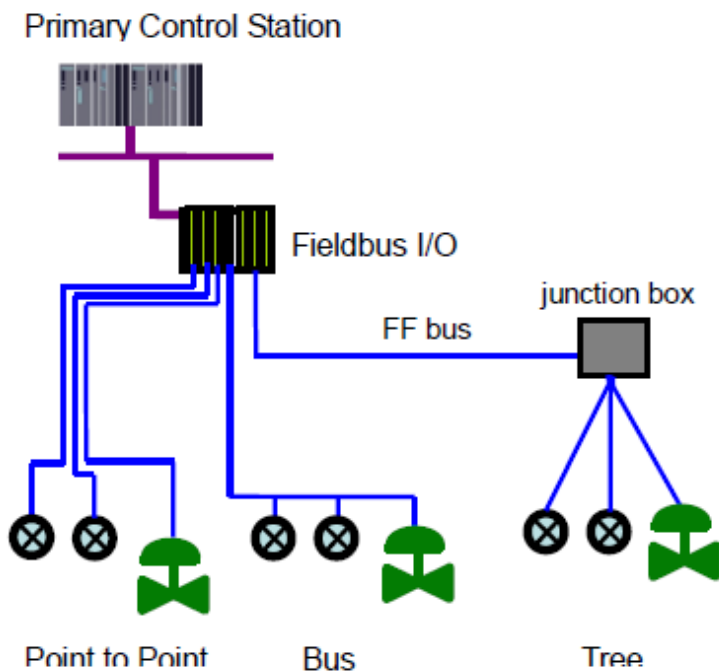 Primary Control Station
Fieldbus I/O
junction box
FF bus
Point to Point
Bus
Tree